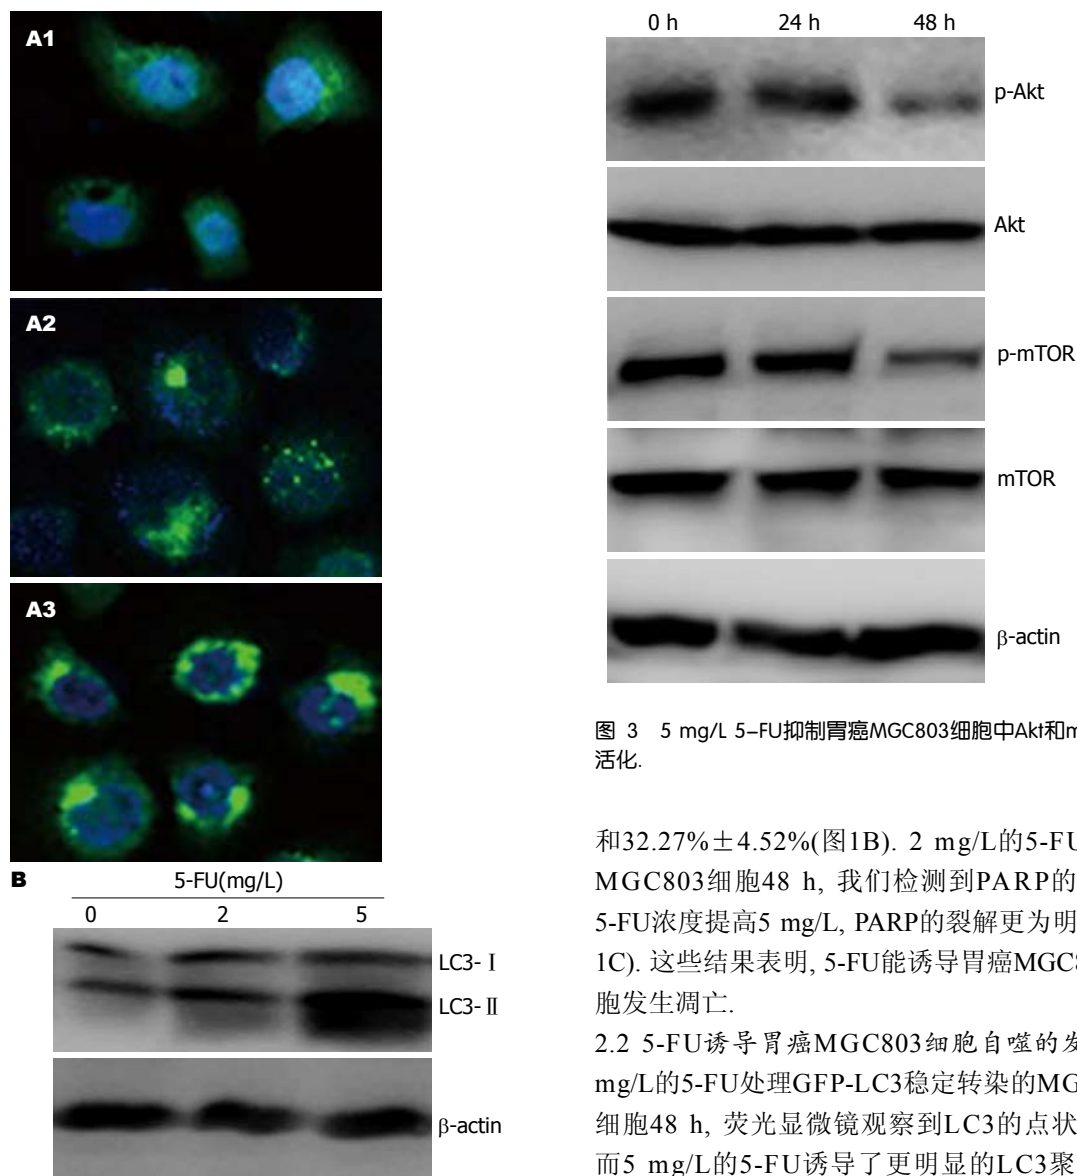 A1
A2
A3
B
5-FU(mg/L)
0 2 5
LC3-Ⅰ
LC3-Ⅱ
β-actin
0 h 24 h 48 h
p-Akt
Akt
p-mTOR
mTOR
β-actin
图 3 5 mg/L 5-FU抑制胃癌MGC803细胞中Akt和m
活化.
和32.27%±4.52%(图1B). 2 mg/L的5-FU
MGC803细胞48 h, 我们检测到PARP的
5-FU浓度提高5 mg/L, PARP的裂解更为明
1C). 这些结果表明, 5-FU能诱导胃癌MGC8
胞发生凋亡.
2.2 5-FU诱导胃癌MGC803细胞自噬的发
mg/L的5-FU处理GFP-LC3稳定转染的MG
细胞48 h, 荧光显微镜观察到LC3的点状
而5 mg/L的5-FU诱导了更明显的LC3聚